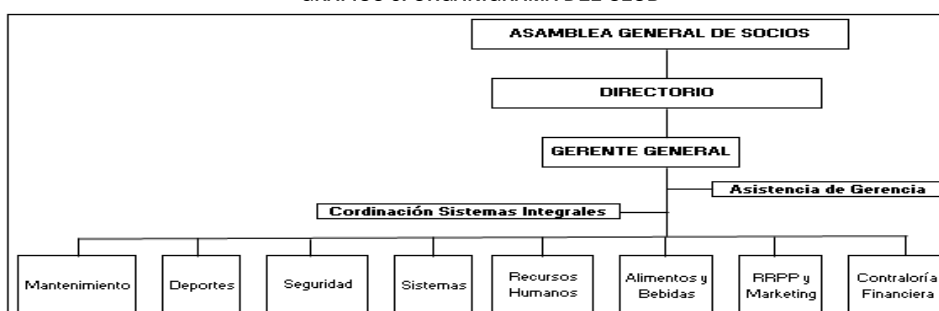 ASAMBLEA GENERAL DE SOCIOS
DIRECTORIO
GERENTE GENERAL
Asistencia de Gerencia
Cordinación Sistemas Integrales
Mantenimiento
Deportes
Seguridad
Sistemas
Recursos
Humanos
Alimentos y
Bebidas
RRPP y
Marketing
Contraloría
Financiera